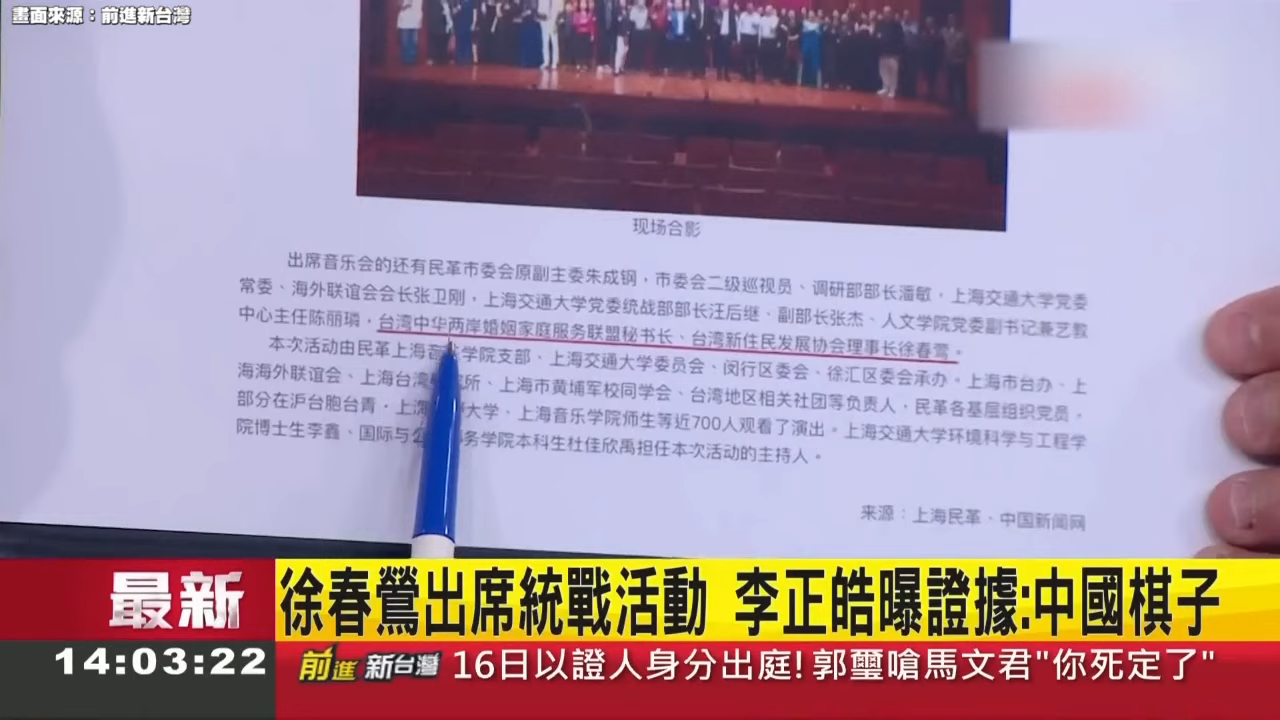 畫面來源：前進新台灣
现场合影
出席音乐会的还有民革市委会原副主委朱成钢，市委会二级巡视员、调研部部长潘敏，上海交通大学党委
常委、海外联谊会会长张卫刚，上海交通大学党委统战部部长汪后继、副部长张杰、人文学院党委副书记兼艺教
中心主任陈丽璘，台湾中华两岸婚姻家庭服务联盟秘书长、台湾新住民发展协会理事长徐春莺。
本次活动由民革上海音 学院支部、上海交通大学委员会、闵行区委会、徐汇区委会承办。上海市台办、上
海海外联谊会、上海台湾 究所、上海市黄埔军校同学会、台湾地区相关社团等负责人，民革各基层组织党员，
部分在沪台胞台青，上海 大学、上海音乐学院师生等近700人观看了演出。上海交通大学环境科学与工程学
院博士生李鑫、国际与公 务学院本科生杜佳欣禹担任本次活动的主持人。
来源：上海民革、中国新闻网
最新 徐春鶯出席統戰活動 李正皓曝證據:中國棋子
14:03:22 前進新台灣 16日以證人身分出庭! 郭璽嗆馬文君"你死定了"